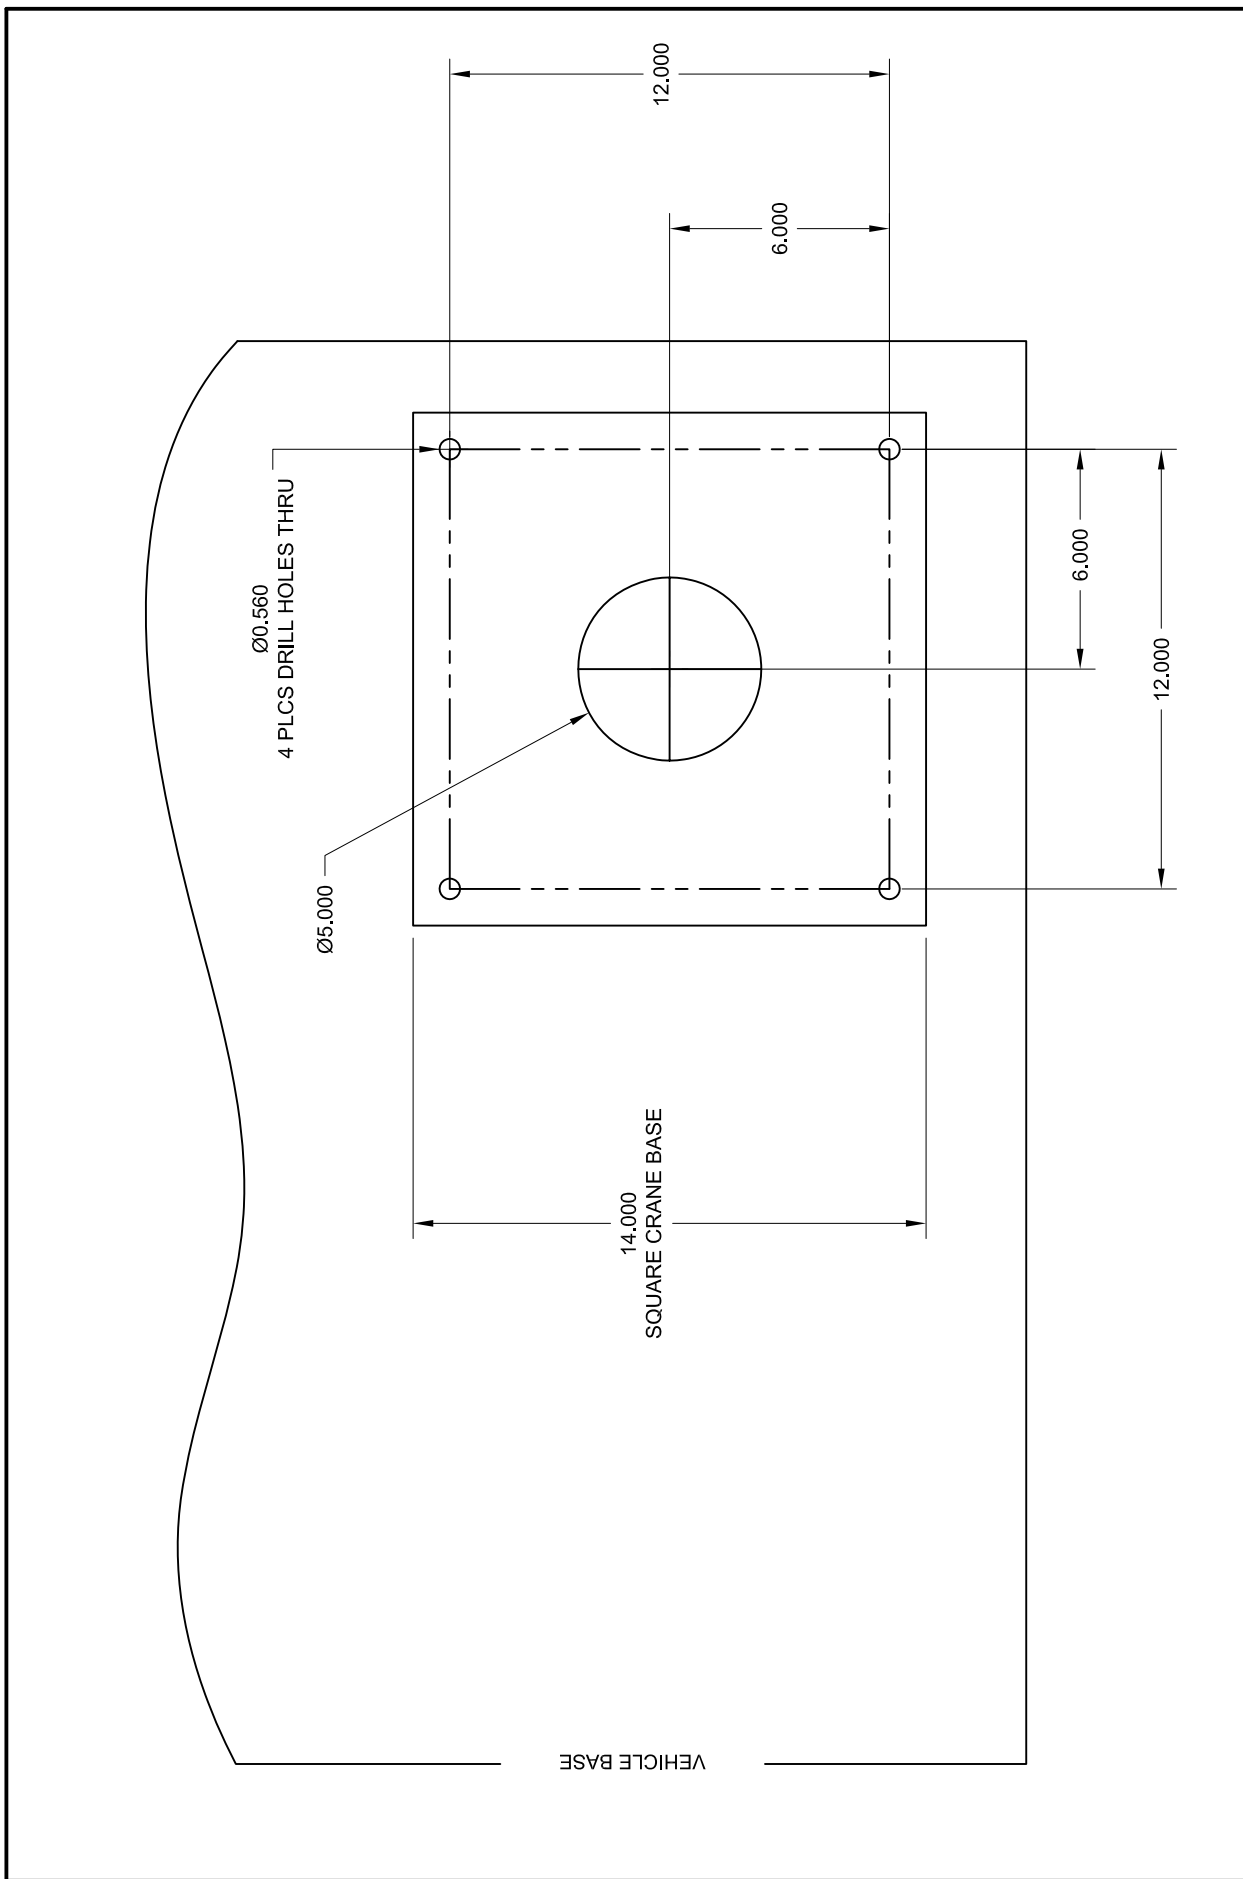 12.000
6.000
Ø0.560
4 PLCS DRILL HOLES THRU
6.000
12.000
Ø5.000
14.000
SQUARE CRANE BASE
VEHICLE BASE